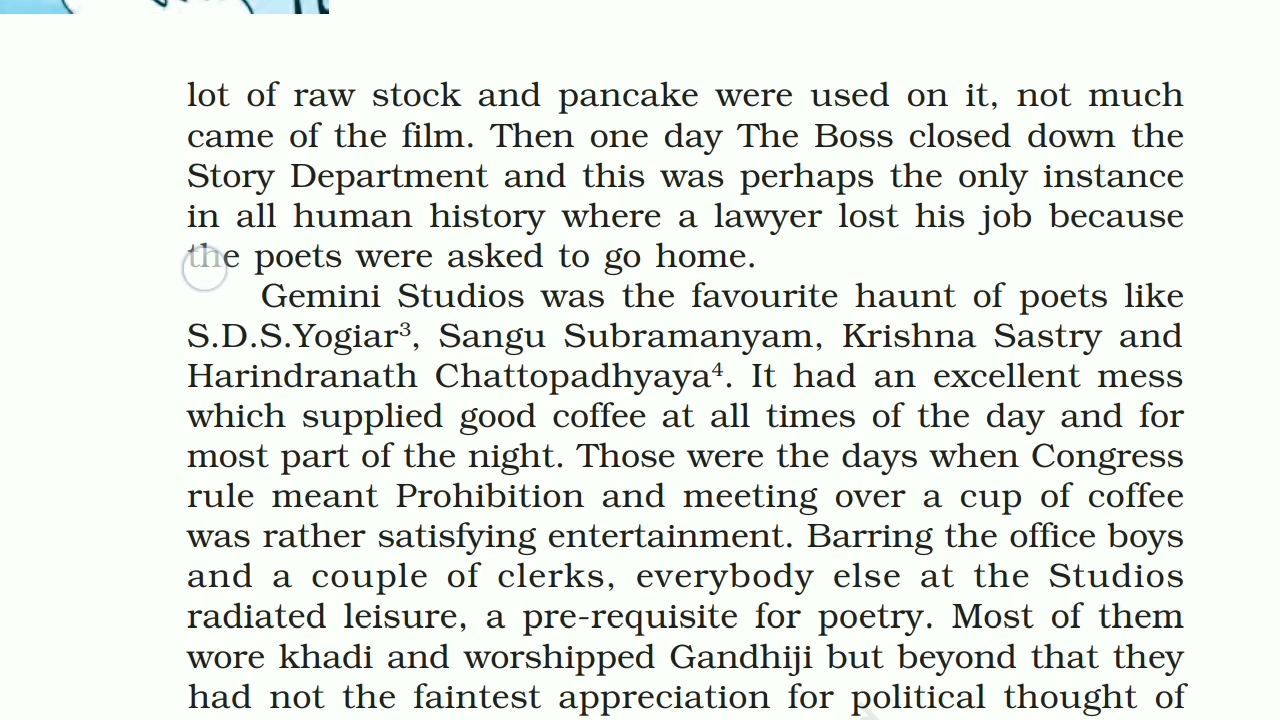 lot of raw stock and pancake were used on it, not much
came of the film. Then one day The Boss closed down the
Story Department and this was perhaps the only instance
in all human history where a lawyer lost his job because
the poets were asked to go home.
Gemini Studios was the favourite haunt of poets like
S.D.S.Yogiar³, Sangu Subramanyam, Krishna Sastry and
Harindranath Chattopadhyaya⁴. It had an excellent mess
which supplied good coffee at all times of the day and for
most part of the night. Those were the days when Congress
rule meant Prohibition and meeting over a cup of coffee
was rather satisfying entertainment. Barring the office boys
and a couple of clerks, everybody else at the Studios
radiated leisure, a pre-requisite for poetry. Most of them
wore khadi and worshipped Gandhiji but beyond that they
had not the faintest appreciation for political thought of